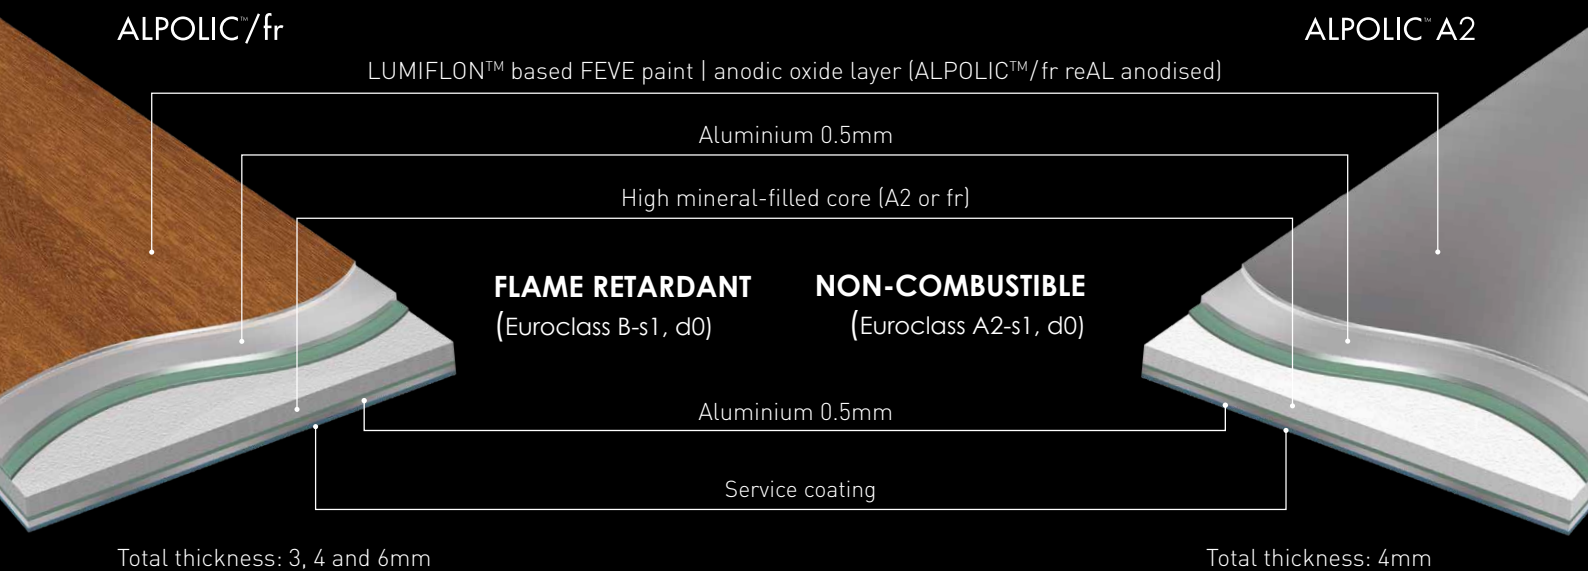 ALPOLIC™/fr
ALPOLIC™ A2
LUMIFLON™ based FEVE paint | anodic oxide layer (ALPOLIC™/fr reAL anodised)
Aluminium 0.5mm
High mineral-filled core (A2 or fr)
FLAME RETARDANT
(Euroclass B-s1, d0)
NON-COMBUSTIBLE
(Euroclass A2-s1, d0)
Aluminium 0.5mm
Service coating
Total thickness: 3, 4 and 6mm
Total thickness: 4mm